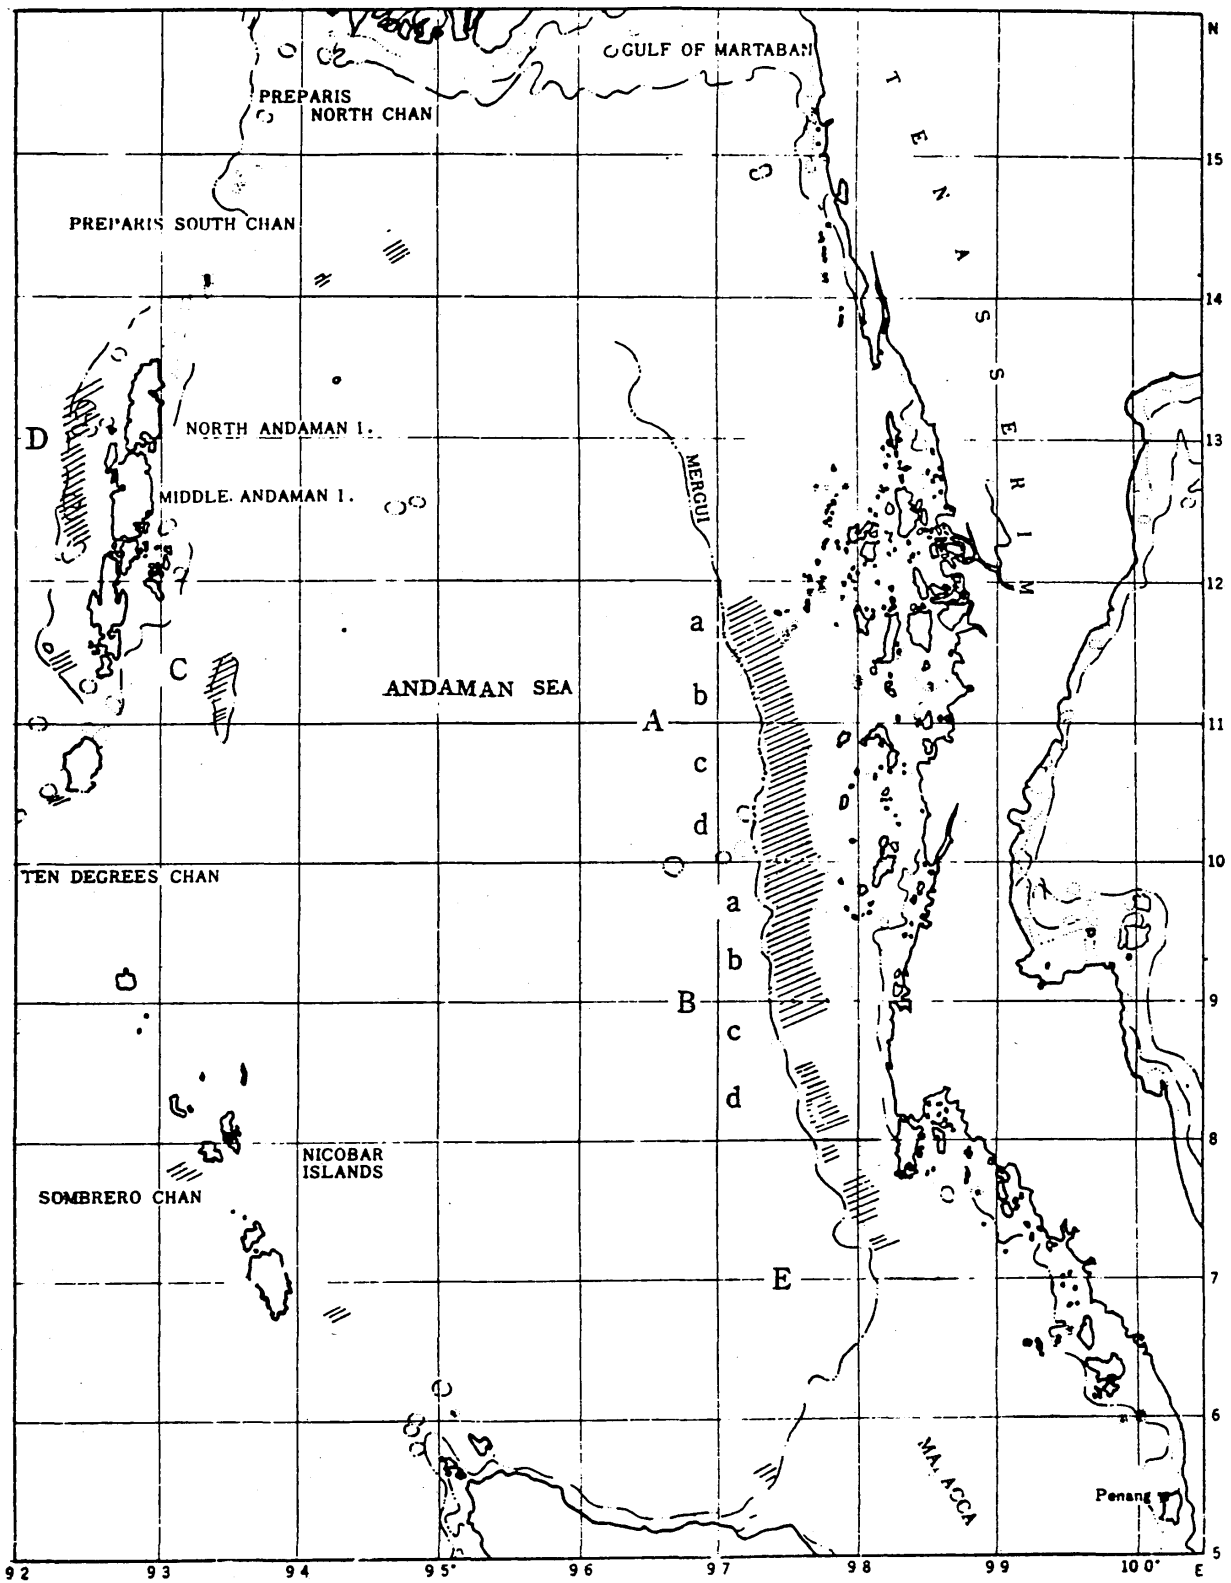 N
GULF OF MARTABAN
PREPARIS
NORTH CHAN
TENASSERIM
15
PREPARIS SOUTH CHAN
14
D
NORTH ANDAMAN I.
13
MERGUI
MIDDLE ANDAMAN I.
12
a
C
ANDAMAN SEA
b
A
11
c
d
10
TEN DEGREES CHAN
a
b
B
9
c
d
8
NICOBAR
ISLANDS
SOMBRERO CHAN
E
7
6
MALACCA
Penang
5
92
93
94
95°
96
97
98
99
100°
E